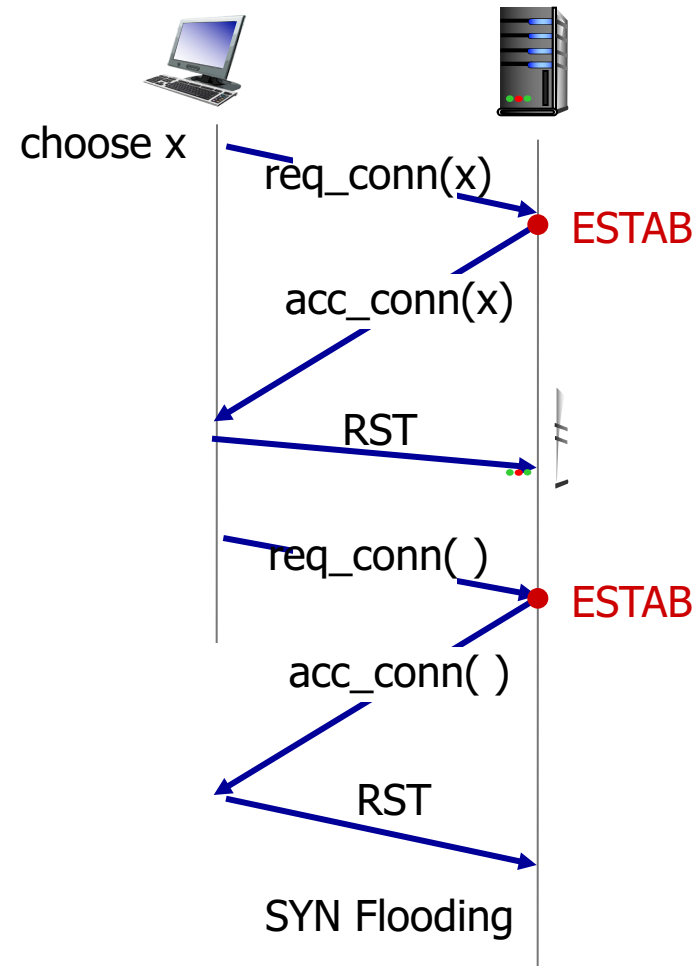 choose x
req_conn(x)
ESTAB
acc_conn(x)
RST
req_conn( )
ESTAB
acc_conn( )
RST
SYN Flooding